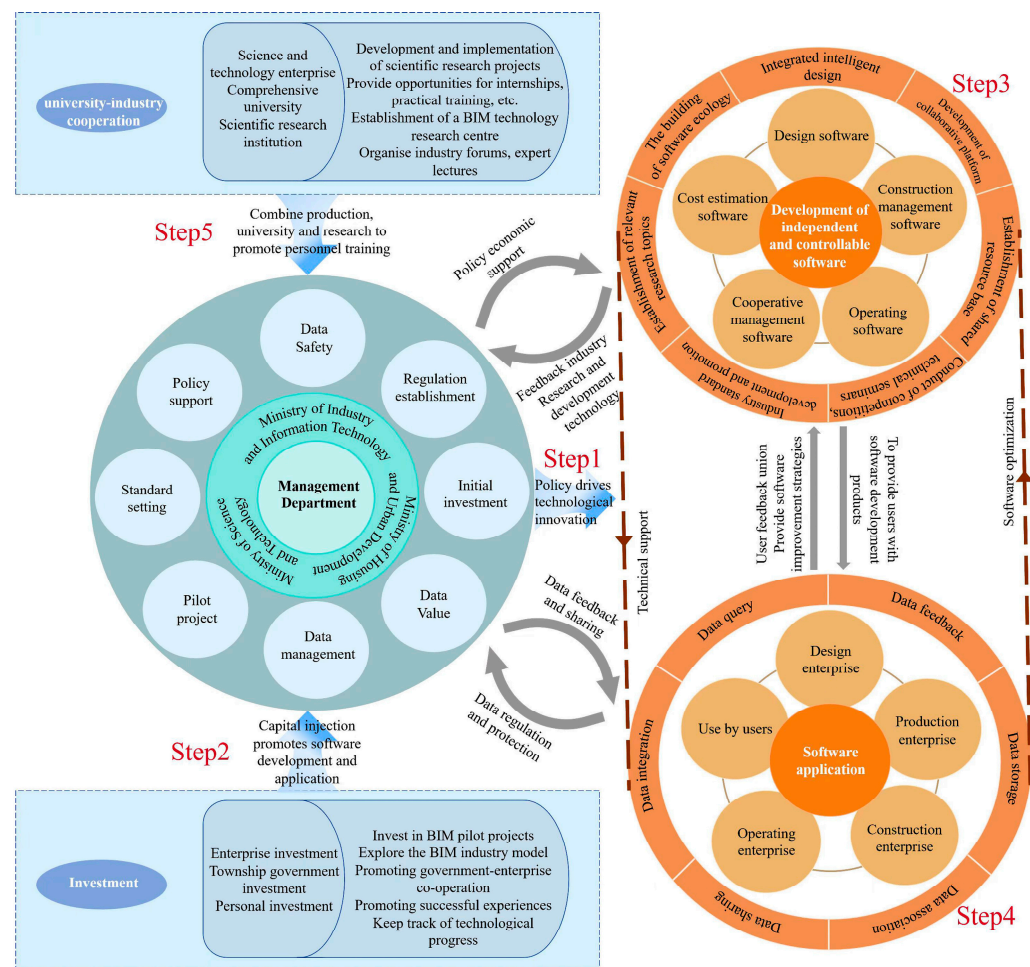 university-industry
cooperation
Science and
technology enterprise
Comprehensive
university
Scientific research
institution
Development and implementation
of scientific research projects
Provide opportunities for internships,
practical training, etc.
Establishment of a BIM technology
research centre
Organise industry forums, expert
lectures
Step5
Combine production,
university and research to
promote personnel training
Data
Safety
Policy
support
Regulation
establishment
Standard
setting
Initial
investment
Pilot
project
Data
management
Data
Value
Ministry of Industry
and Information Technology
Ministry of Housing
and Urban Development
Ministry of Science
and Technology
Management
Department
Step1
Policy drives
technological
innovation
Policy economic
support
Feedback industry
Research and
development
technology
Data feedback
and sharing
Data regulation
and protection
Step2
Capital injection
promotes software
development and
application
Investment
Enterprise investment
Township government
investment
Personal investment
Invest in BIM pilot projects
Explore the BIM industry model
Promoting government-enterprise
co-operation
Promoting successful experiences
Keep track of technological
progress
Step3
Integrated intelligent
design
Development of
collaborative platform
Establishment of shared
resource base
Conduct of competitions,
technical seminars
Industry standard
development and promotion
Establishment of relevant
research topics
The building
of software ecology
Design software
Cost estimation
software
Construction
management
software
Cooperative
management
software
Operating
software
Development of
independent
and controllable
software
Technical support
Software optimization
User feedback union
Provide software
improvement strategies
To provide users with
software development
products
Step4
Data query
Data feedback
Data storage
Data association
Data sharing
Data integration
Design
enterprise
Use by users
Production
enterprise
Operating
enterprise
Construction
enterprise
Software
application